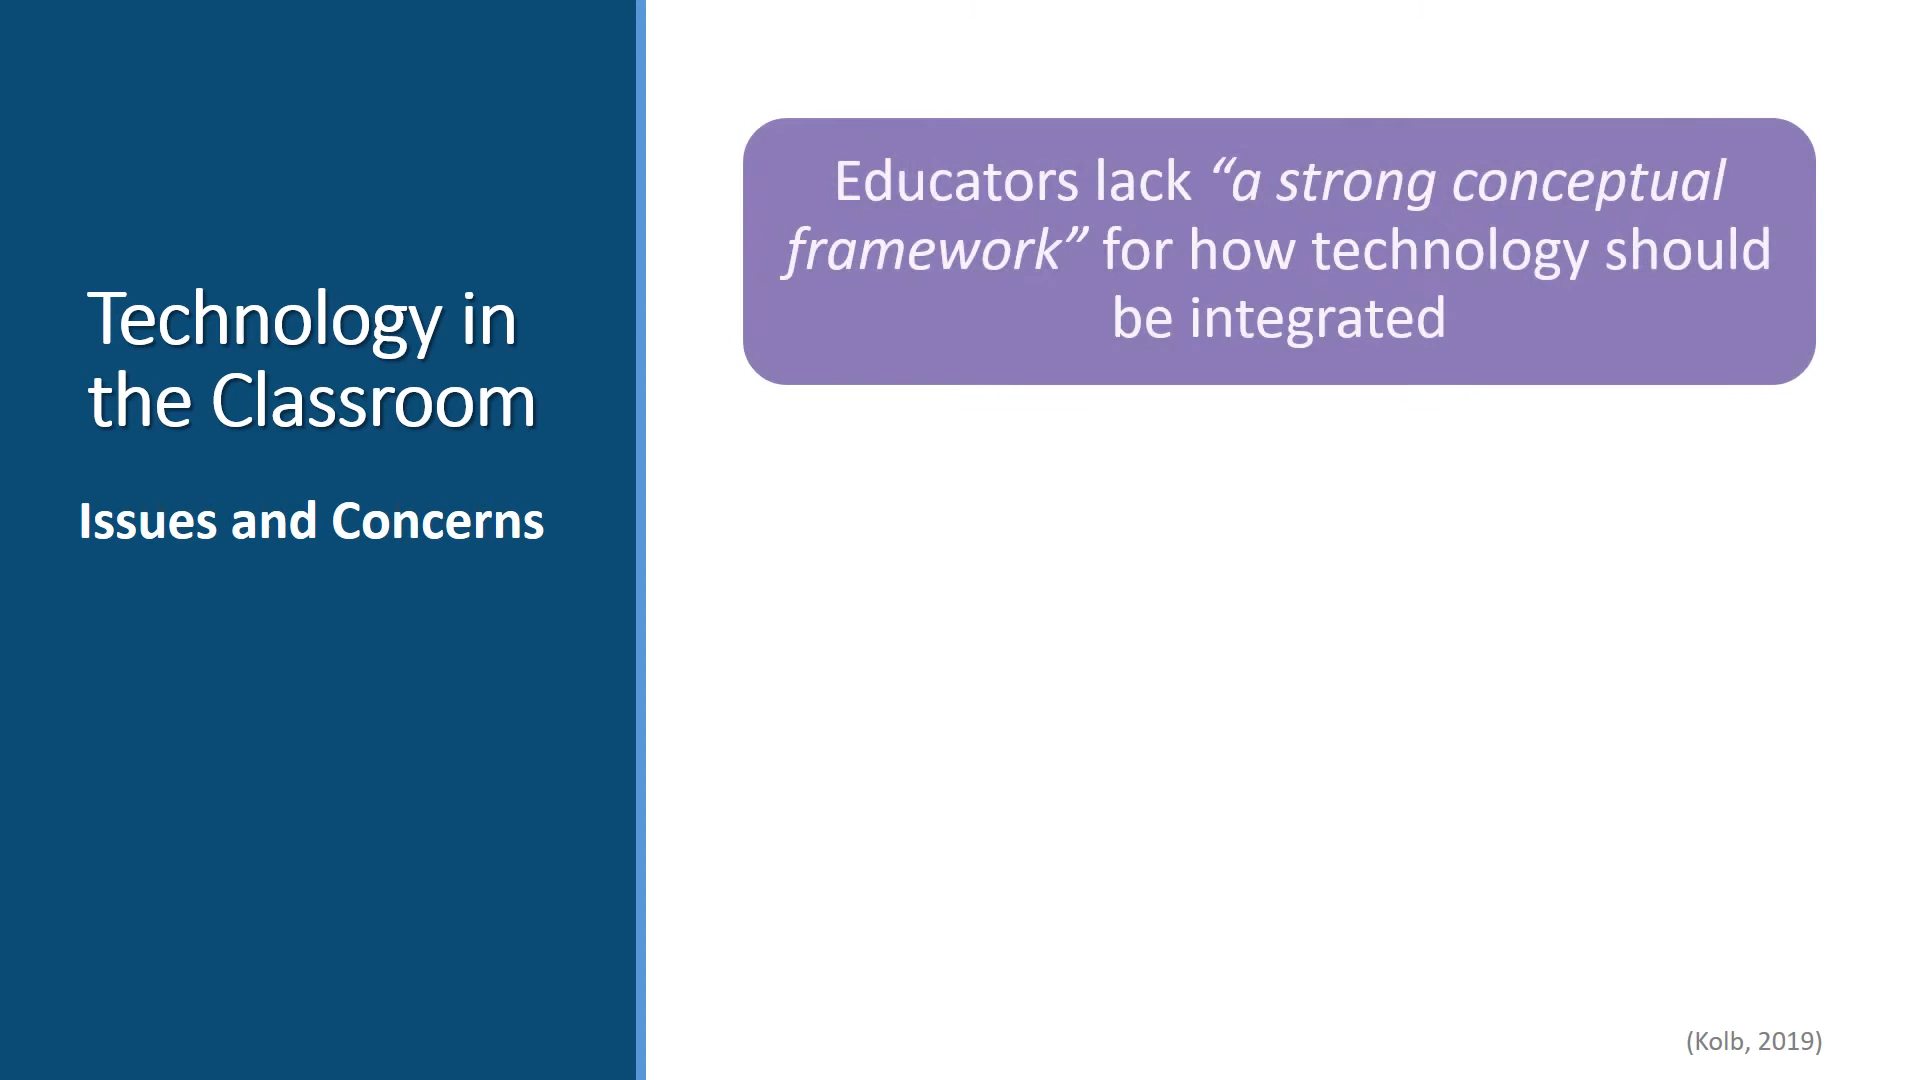 Technology in
the Classroom
Issues and Concerns
Educators lack “a strong conceptual
framework” for how technology should
be integrated
(Kolb, 2019)